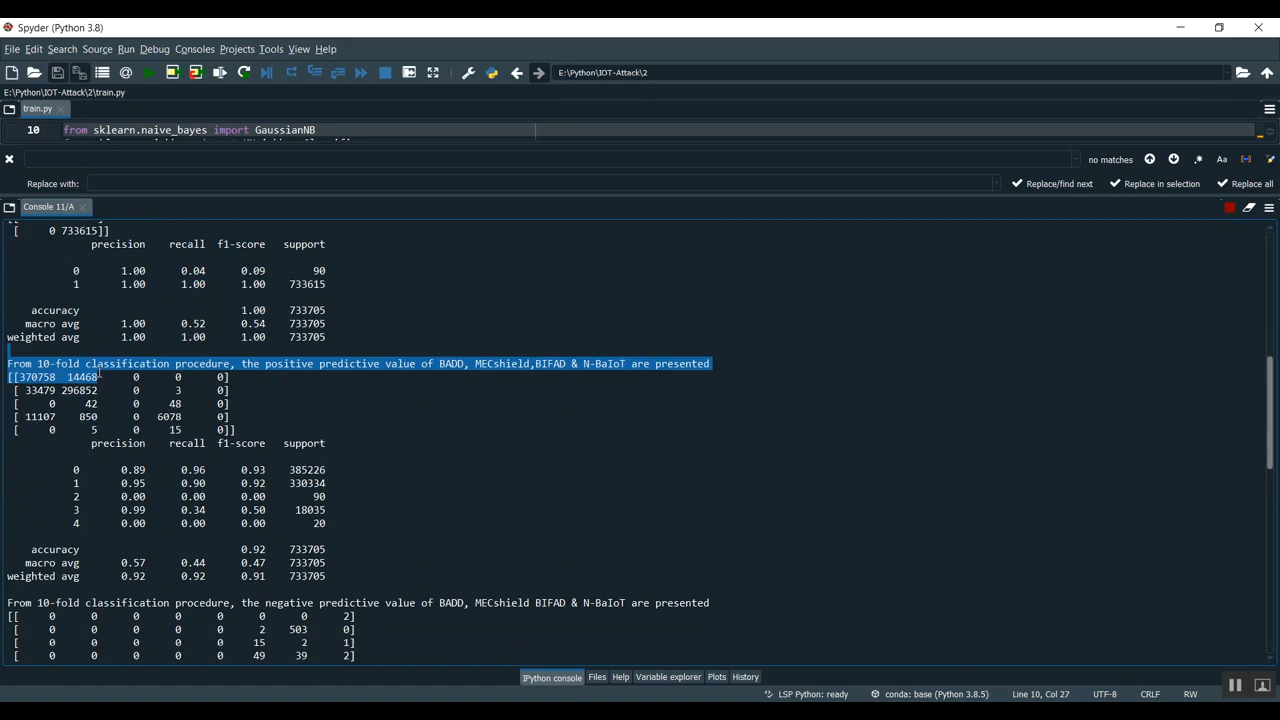 Spyder (Python 3.8)
File Edit Search Source Run Debug Consoles Projects Tools View Help
E:\Python\IOT-Attack\2
E:\Python\IOT-Attack\2\train.py
train.py
10 from sklearn.naive_bayes import GaussianNB
no matches
Aa
Replace with:
Replace/find next Replace in selection Replace all
Console 11/A
[ 0 733615]]
precision recall f1-score support
0 1.00 0.04 0.09 90
1 1.00 1.00 1.00 733615
accuracy 1.00 733705
macro avg 1.00 0.52 0.54 733705
weighted avg 1.00 1.00 1.00 733705
From 10-fold classification procedure, the positive predictive value of BADD, MECshield,BIFAD & N-BaIoT are presented
[[370758 14468 0 0 0]
[ 33479 296852 0 3 0]
[ 0 42 0 48 0]
[ 11107 850 0 6078 0]
[ 0 5 0 15 0]]
precision recall f1-score support
0 0.89 0.96 0.93 385226
1 0.95 0.90 0.92 330334
2 0.00 0.00 0.00 90
3 0.99 0.34 0.50 18035
4 0.00 0.00 0.00 20
accuracy 0.92 733705
macro avg 0.57 0.44 0.47 733705
weighted avg 0.92 0.92 0.91 733705
From 10-fold classification procedure, the negative predictive value of BADD, MECshield BIFAD & N-BaIoT are presented
[[ 0 0 0 0 0 0 2]
[ 0 0 0 0 2 503 0]
[ 0 0 0 0 15 2 1]
[ 0 0 0 0 49 39 2]
IPython console Files Help Variable explorer Plots History
LSP Python: ready conda: base (Python 3.8.5) Line 10, Col 27 UTF-8 CRLF RW